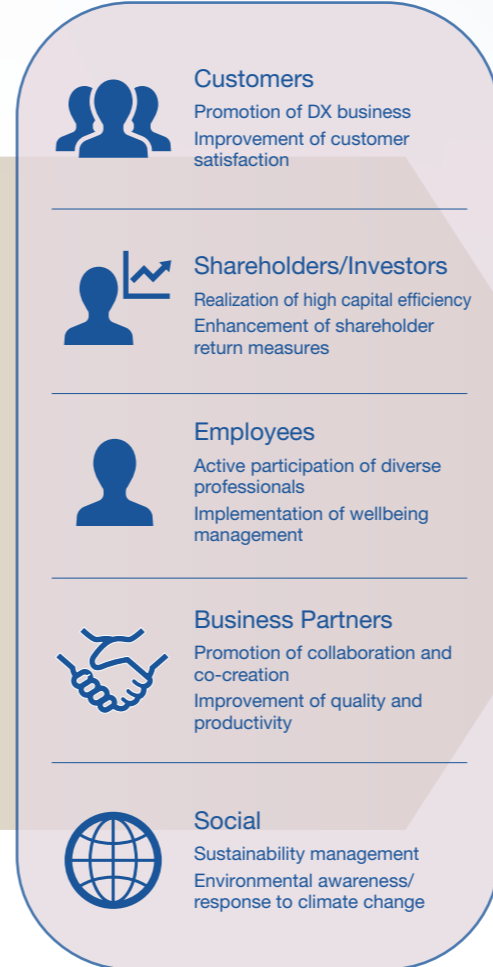 Customers
Promotion of DX business
Improvement of customer
satisfaction
Shareholders/Investors
Realization of high capital efficiency
Enhancement of shareholder
return measures
Employees
Active participation of diverse
professionals
Implementation of wellbeing
management
Business Partners
Promotion of collaboration and
co-creation
Improvement of quality and
productivity
Social
Sustainability management
Environmental awareness/
response to climate change